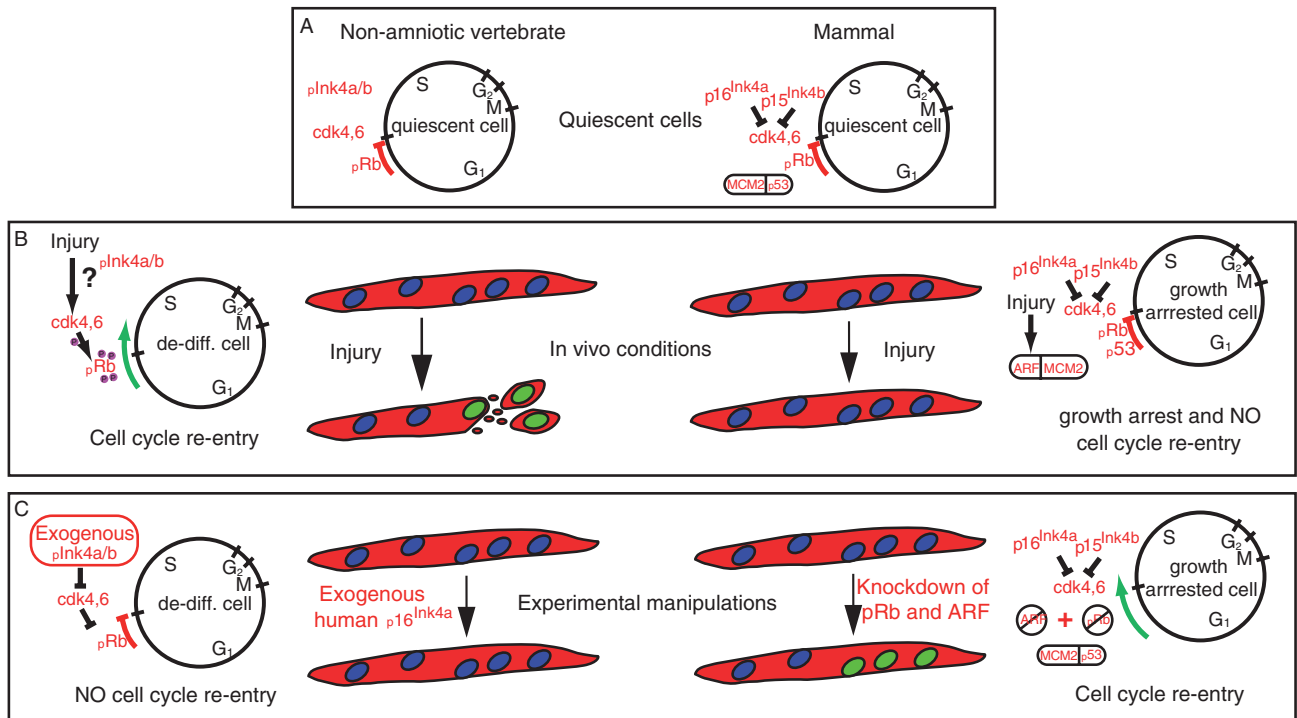 A
Non-amniotic vertebrate
pInk4a/b
cdk4,6
pRb
S
G2
M
quiescent cell
G1
Quiescent cells
Mammal
p16Ink4a
p15Ink4b
cdk4,6
pRb
MCM2 p53
S
G2
M
quiescent cell
G1
B
Injury
?
pInk4a/b
cdk4,6
P
P P
pRb
P P
S
G2
M
de-diff. cell
G1
Cell cycle re-entry
Injury
In vivo conditions
Injury
p16Ink4a
p15Ink4b
Injury
cdk4,6
pRb
p53
ARF MCM2
S
G2
M
growth
arrrested cell
G1
growth arrest and NO
cell cycle re-entry
C
Exogenous
pInk4a/b
cdk4,6
pRb
S
G2
M
de-diff. cell
G1
NO cell cycle re-entry
Exogenous
human p16Ink4a
Experimental manipulations
Knockdown of
pRb and ARF
p16Ink4a
p15Ink4b
cdk4,6
ARF + pRb
MCM2 p53
S
G2
M
growth
arrrested cell
G1
Cell cycle re-entry